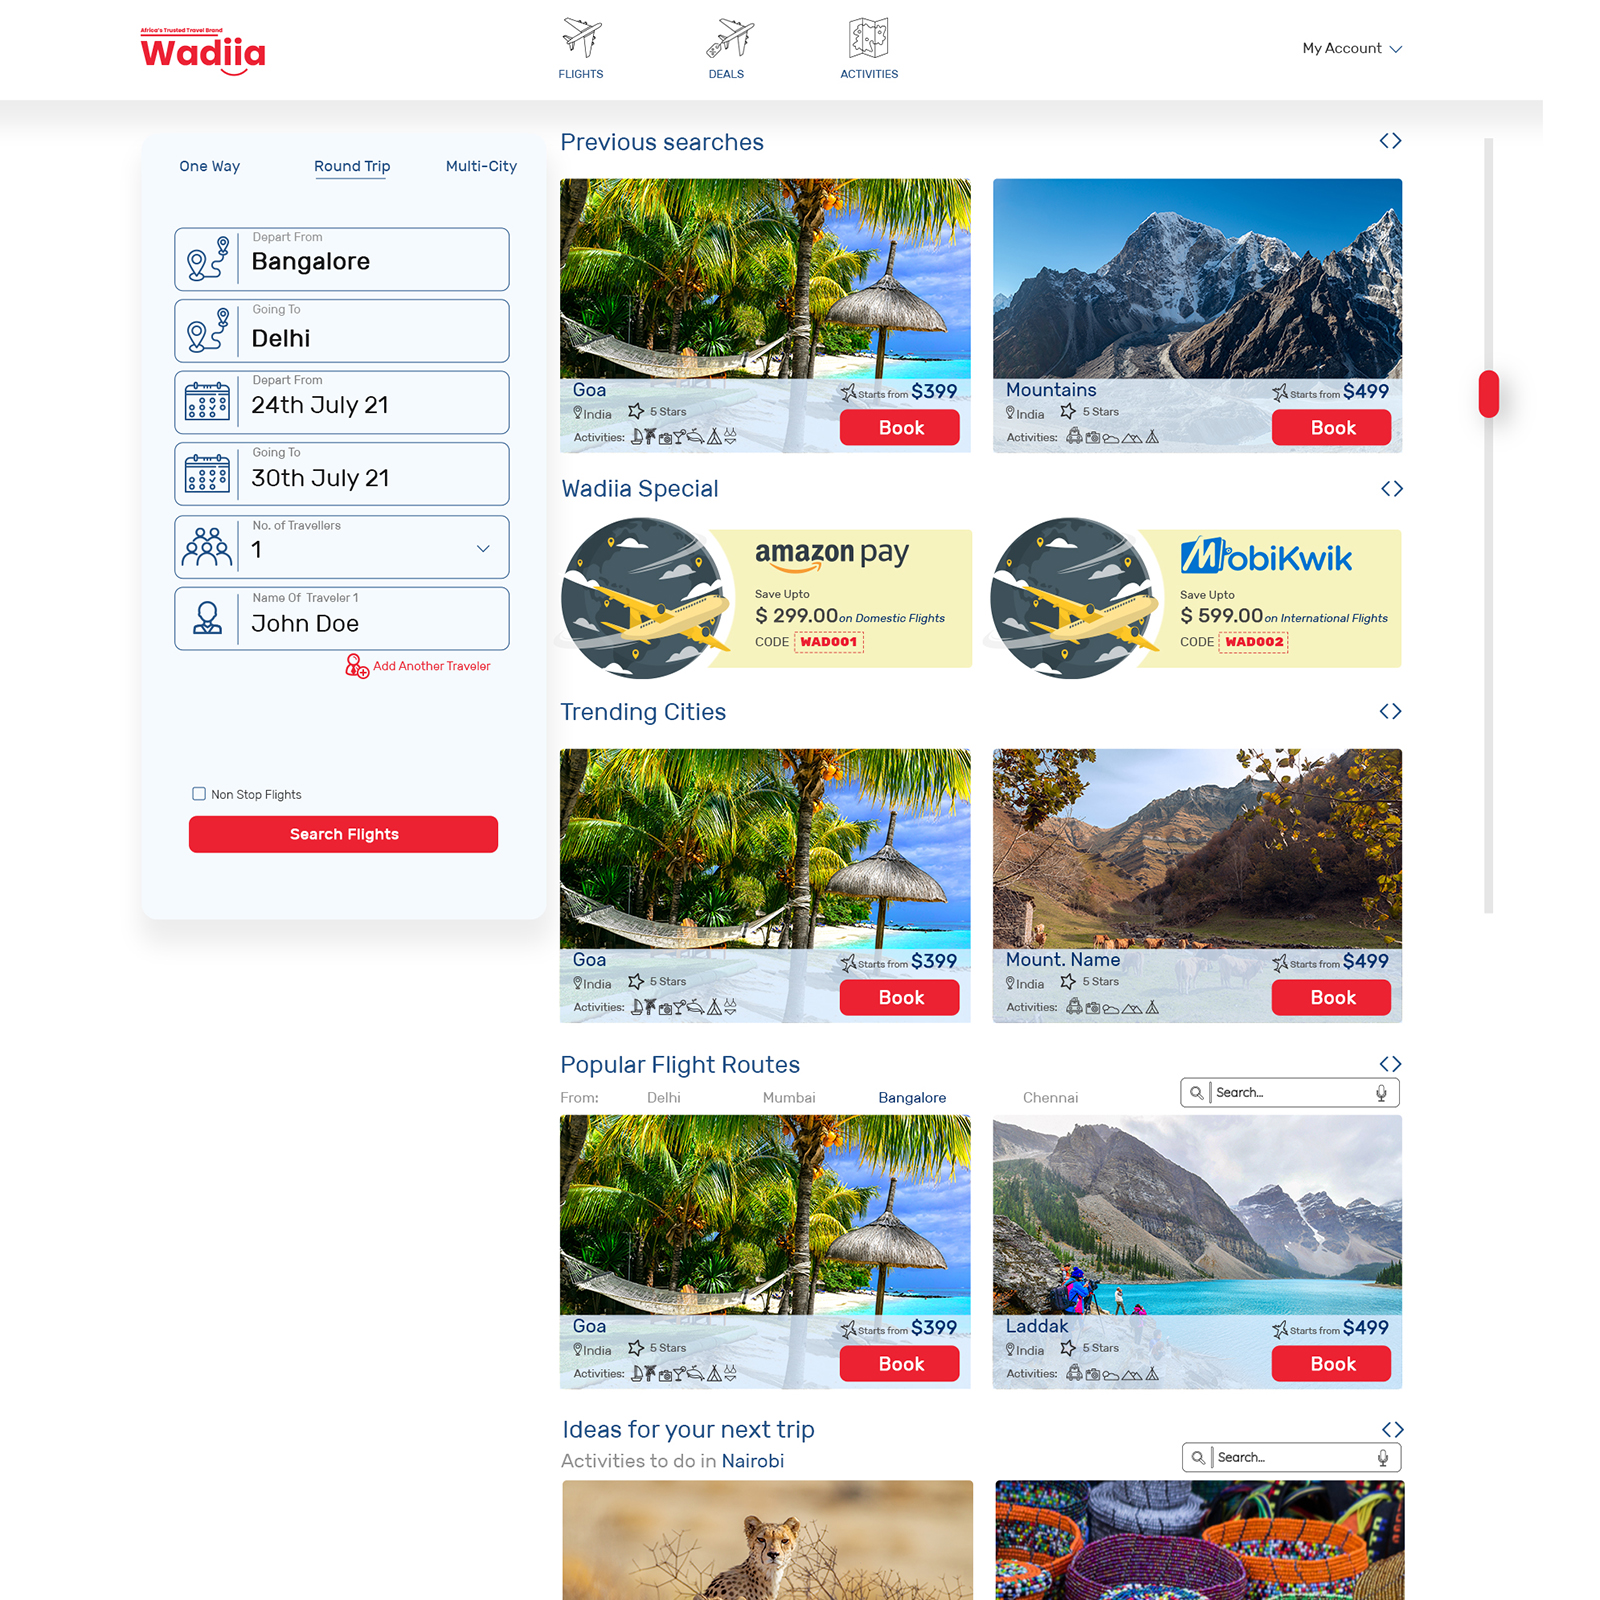 Africa's Trusted Travel Brand
Wadiia
FLIGHTS
DEALS
ACTIVITIES
My Account
One Way
Round Trip
Multi-City
Depart From
Bangalore
Going To
Delhi
Depart From
24th July 21
Going To
30th July 21
No. of Travellers
1
Name Of Traveler 1
John Doe
Add Another Traveler
Non Stop Flights
Search Flights
Previous searches
Goa
Starts from $399
India
5 Stars
Activities:
Book
Mountains
Starts from $499
India
5 Stars
Activities:
Book
Wadiia Special
amazon pay
Save Upto
$ 299.00 on Domestic Flights
CODE WAD001
MobiKwik
Save Upto
$ 599.00 on International Flights
CODE WAD002
Trending Cities
Goa
Starts from $399
India
5 Stars
Activities:
Book
Mount. Name
Starts from $499
India
5 Stars
Activities:
Book
Popular Flight Routes
From: Delhi Mumbai Bangalore Chennai
Search...
Goa
Starts from $399
India
5 Stars
Activities:
Book
Laddak
Starts from $499
India
5 Stars
Activities:
Book
Ideas for your next trip
Activities to do in Nairobi
Search...